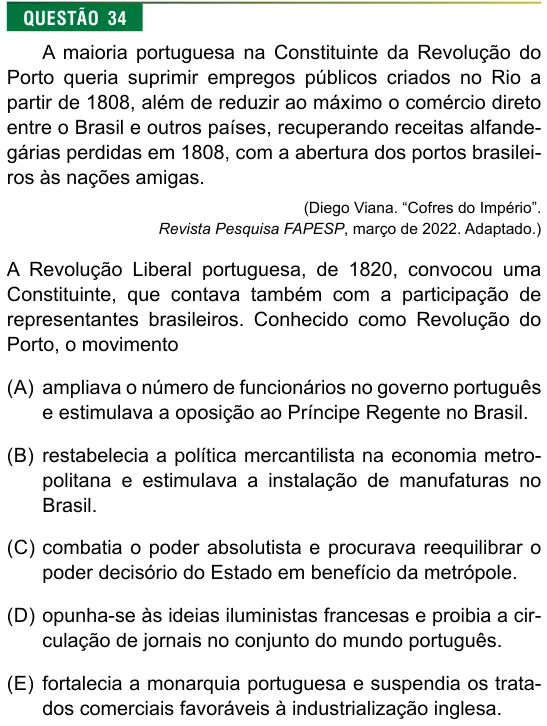 QUESTÃO 34
A maioria portuguesa na Constituinte da Revolução do
Porto queria suprimir empregos públicos criados no Rio a
partir de 1808, além de reduzir ao máximo o comércio direto
entre o Brasil e outros países, recuperando receitas alfande-
gárias perdidas em 1808, com a abertura dos portos brasilei-
ros às nações amigas.
(Diego Viana. “Cofres do Império”.
Revista Pesquisa FAPESP, março de 2022. Adaptado.)
A Revolução Liberal portuguesa, de 1820, convocou uma
Constituinte, que contava também com a participação de
representantes brasileiros. Conhecido como Revolução do
Porto, o movimento
(A) ampliava o número de funcionários no governo português
e estimulava a oposição ao Príncipe Regente no Brasil.
(B) restabelecia a política mercantilista na economia metro-
politana e estimulava a instalação de manufaturas no
Brasil.
(C) combatia o poder absolutista e procurava reequilibrar o
poder decisório do Estado em benefício da metrópole.
(D) opunha-se às ideias iluministas francesas e proibia a cir-
culação de jornais no conjunto do mundo português.
(E) fortalecia a monarquia portuguesa e suspendia os trata-
dos comerciais favoráveis à industrialização inglesa.